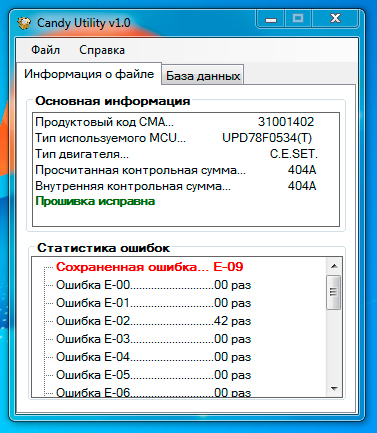 Candy Utility v1.0
Файл Справка
Информация о файле База данных
Основная информация
Продуктовый код СМА... 31001402
Тип используемого MCU... UPD78F0534(T)
Тип двигателя... C.E.SET.
Просчитанная контрольная сумма... 404A
Внутренняя контрольная сумма... 404A
Прошивка исправна
Статистика ошибок
Сохраненная ошибка... E-09
Ошибка E-00.........................00 раз
Ошибка E-01.........................00 раз
Ошибка E-02.........................42 раз
Ошибка E-03.........................00 раз
Ошибка E-04.........................00 раз
Ошибка E-05.........................00 раз
Ошибка E-06.........................00 раз